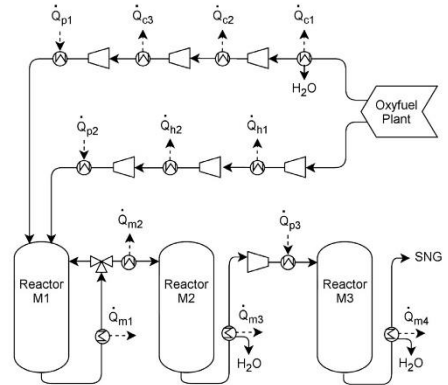 Q̇p1
Q̇c3
Q̇c2
Q̇c1
H₂O
Oxyfuel
Plant
Q̇p2
Q̇h2
Q̇h1
Q̇m2
Q̇p3
SNG
Reactor
M1
Reactor
M2
Reactor
M3
Q̇m1
Q̇m3
Q̇m4
H₂O
H₂O